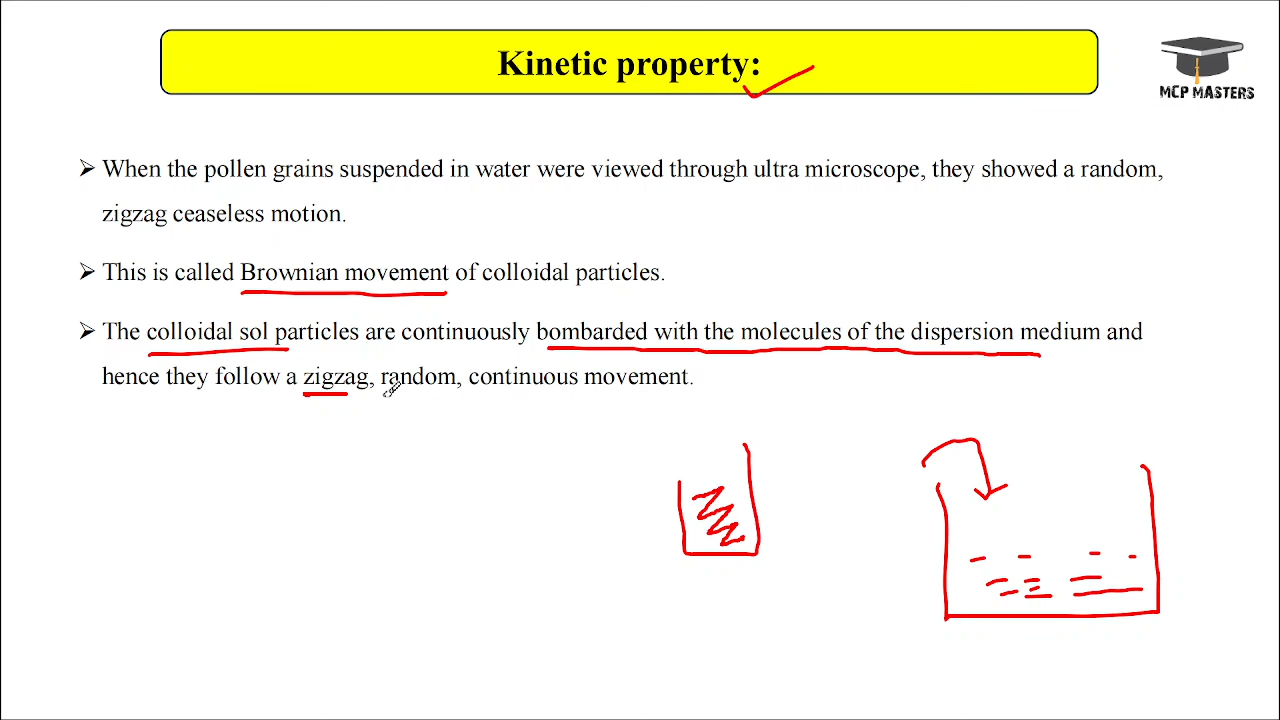 Kinetic property:
MCP MASTERS
➢ When the pollen grains suspended in water were viewed through ultra microscope, they showed a random,
zigzag ceaseless motion.
➢ This is called Brownian movement of colloidal particles.
➢ The colloidal sol particles are continuously bombarded with the molecules of the dispersion medium and
hence they follow a zigzag, random, continuous movement.